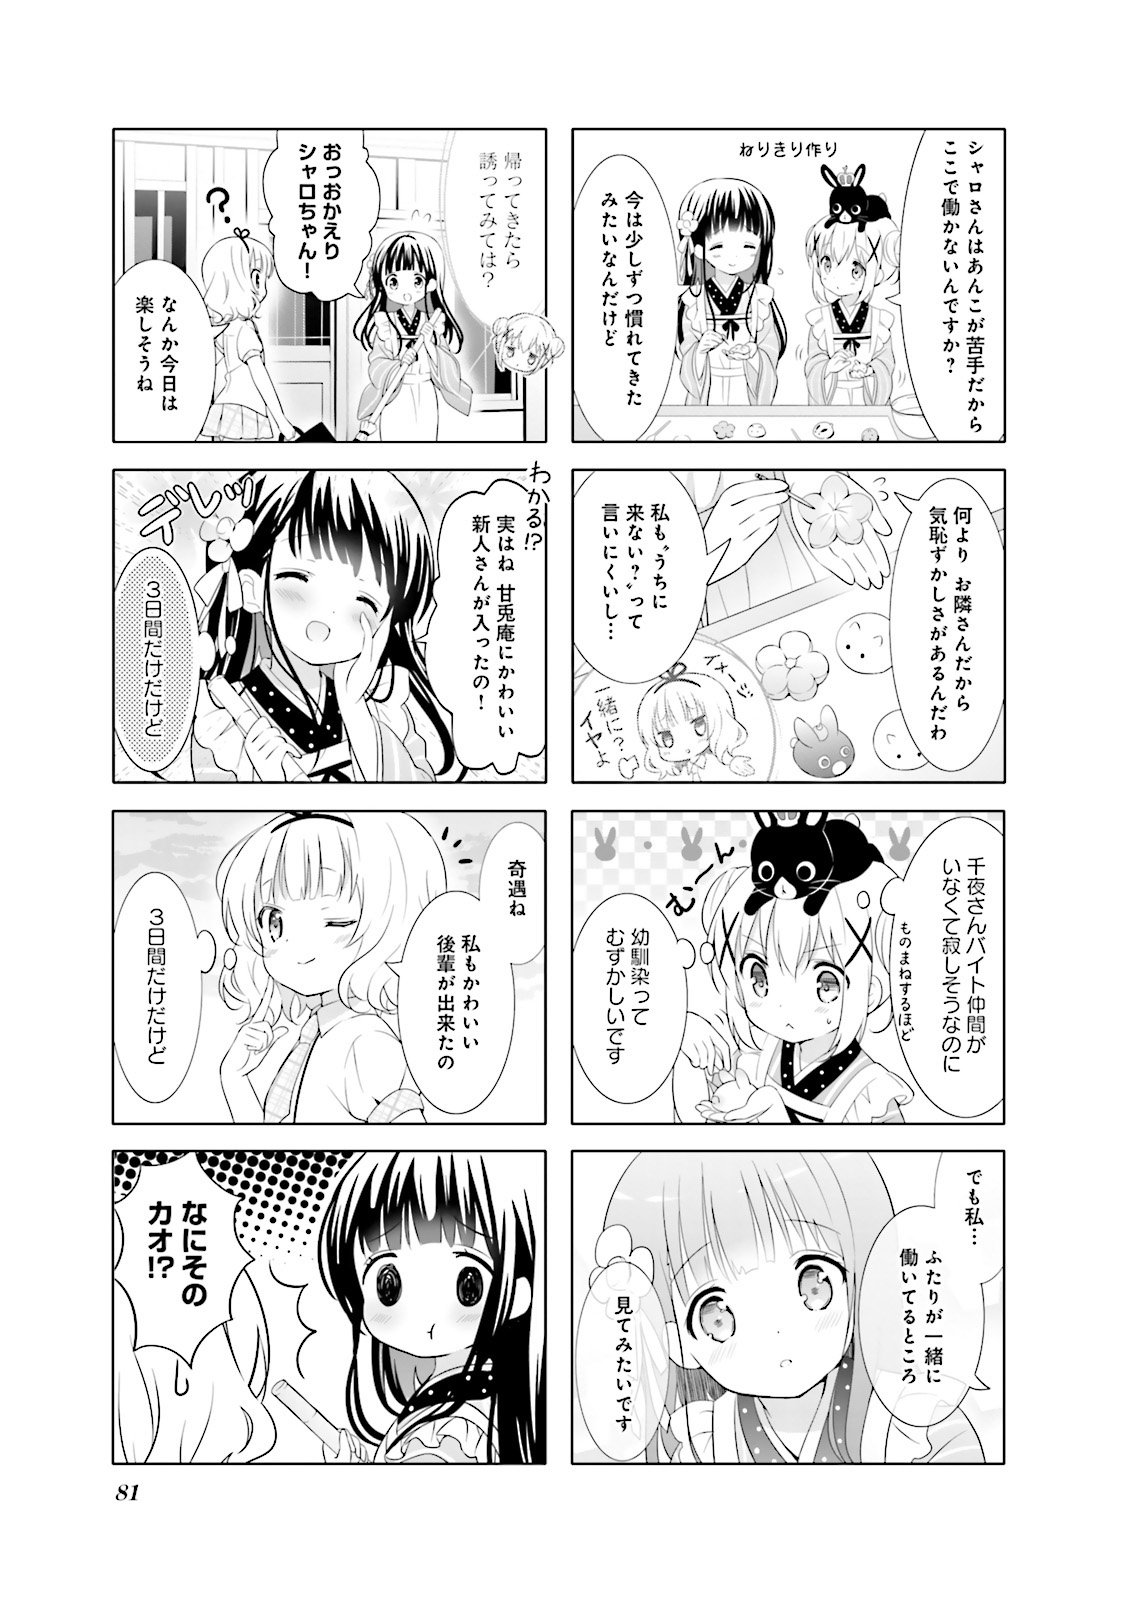 シャロさんはあんこが苦手だから
ここで働かないんですか?
ねりきり作り
今は少しずつ慣れてきた
みたいなんだけど
何より お隣さんだから
気恥ずかしさがあるんだわ
私も〝うちに
来ない?〟って
言いにくいし…
イメージ
一緒に?
イヤよ
千夜さんバイト仲間が
いなくて寂しそうなのに
ものまねするほど
むーん
幼馴染って
むずかしいです
でも私…
ふたりが一緒に
働いてるところ
見てみたいです
帰ってきたら
誘ってみては?
おっおかえり
シャロちゃん!
?
なんか今日は
楽しそうね
わかる!?
実はね 甘兎庵にかわいい
新人さんが入ったの!
デレッ
3日間だけだけど
奇遇ね
私もかわいい
後輩が出来たの
3日間だけだけど
なにその
カオ!?
81